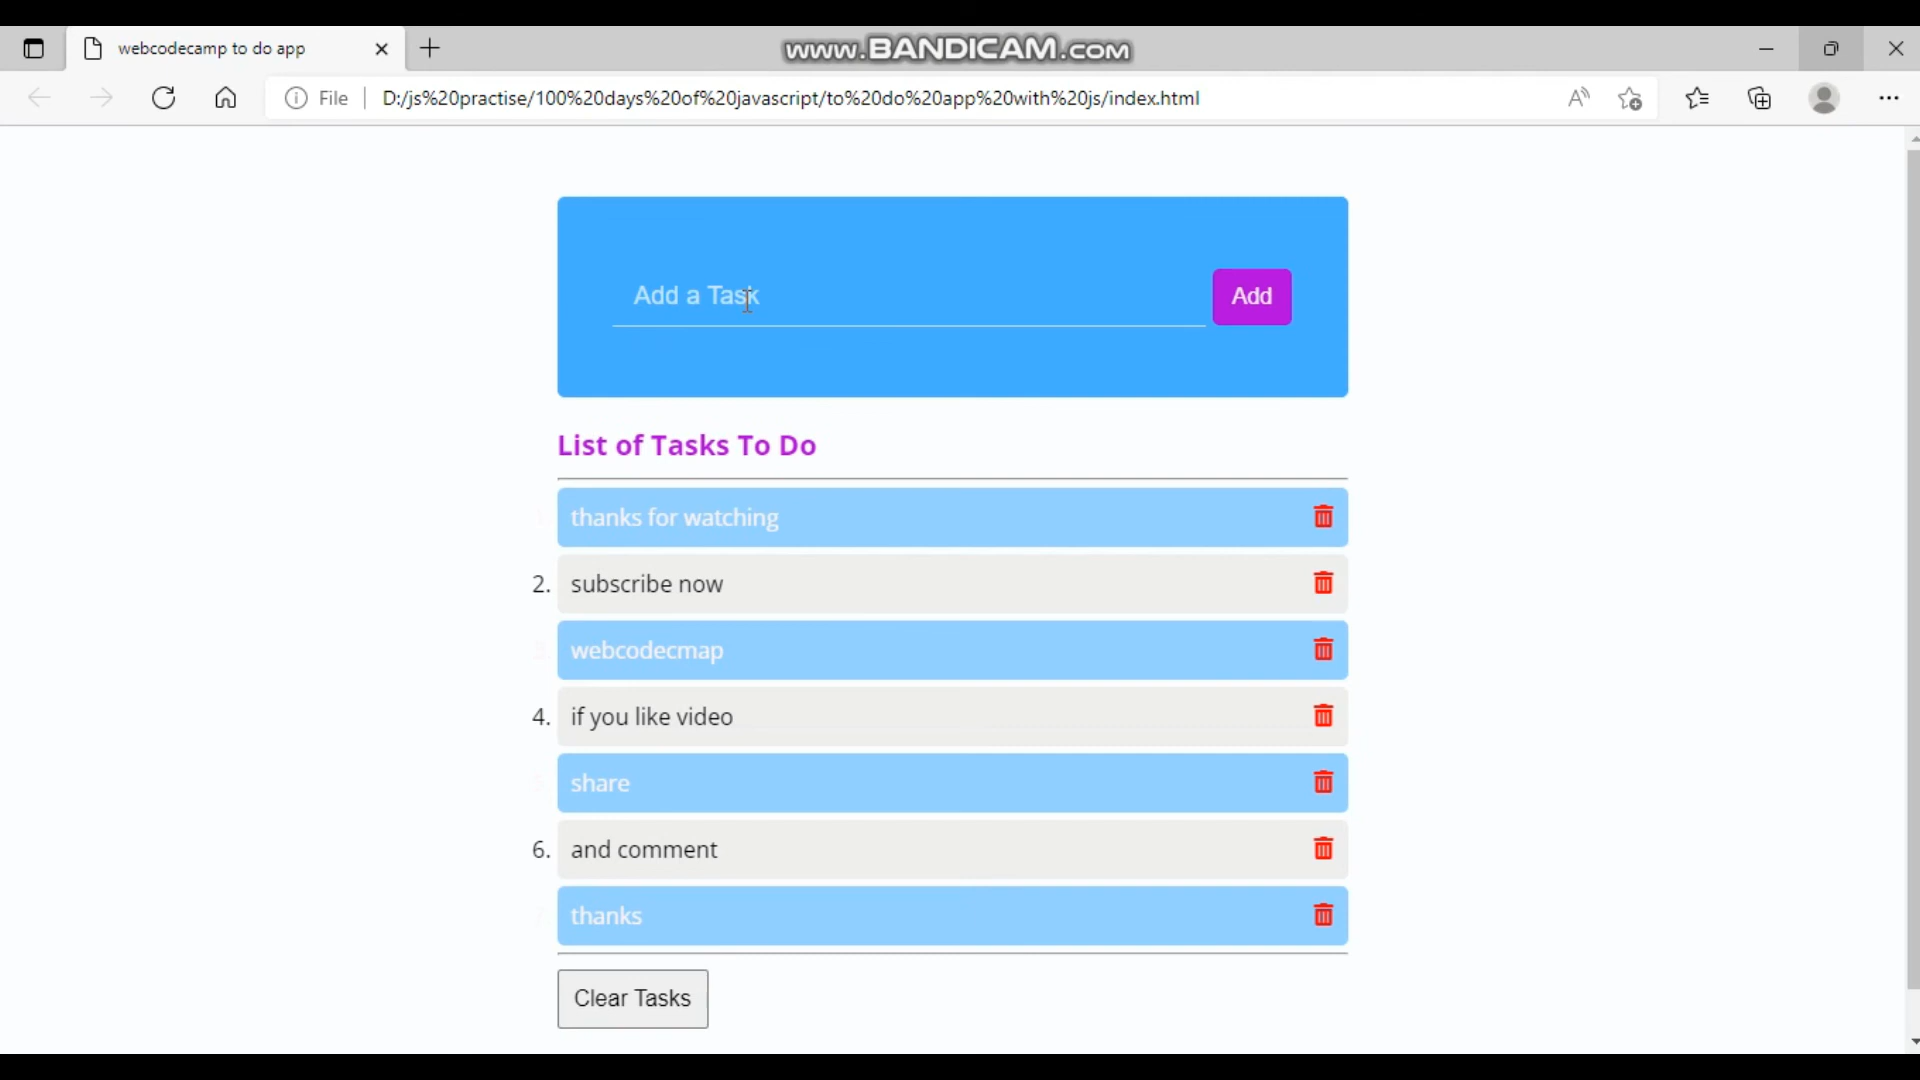 webcodecamp to do app
www.BANDICAM.com
File
D:/js%20practise/100%20days%20of%20javascript/to%20do%20app%20with%20js/index.html
Add a Task
Add
List of Tasks To Do
thanks for watching
2. subscribe now
3. webcodecmap
4. if you like video
share
6. and comment
thanks
Clear Tasks